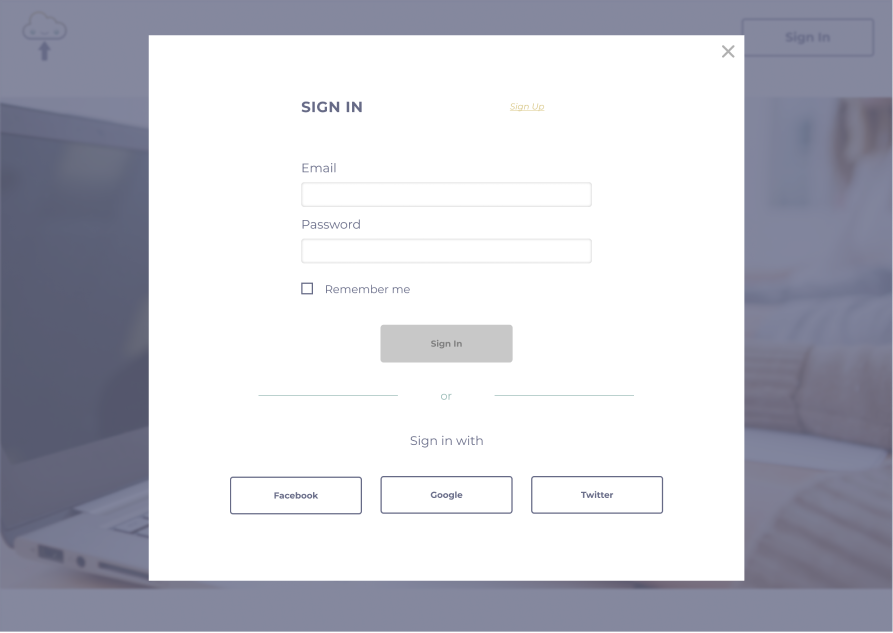 Sign In
SIGN IN
Sign Up
Email
Password
Remember me
Sign In
or
Sign in with
Facebook
Google
Twitter